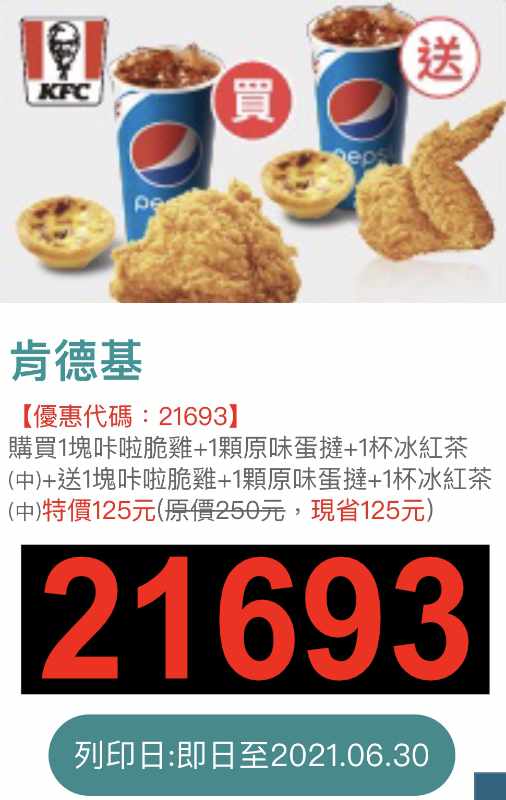 KFC
買
送
pe
peps
肯德基
【優惠代碼：21693】
購買1塊咔啦脆雞+1顆原味蛋撻+1杯冰紅茶
(中)+送1塊咔啦脆雞+1顆原味蛋撻+1杯冰紅茶
(中)特價125元(原價250元，現省125元)
21693
列印日:即日至2021.06.30